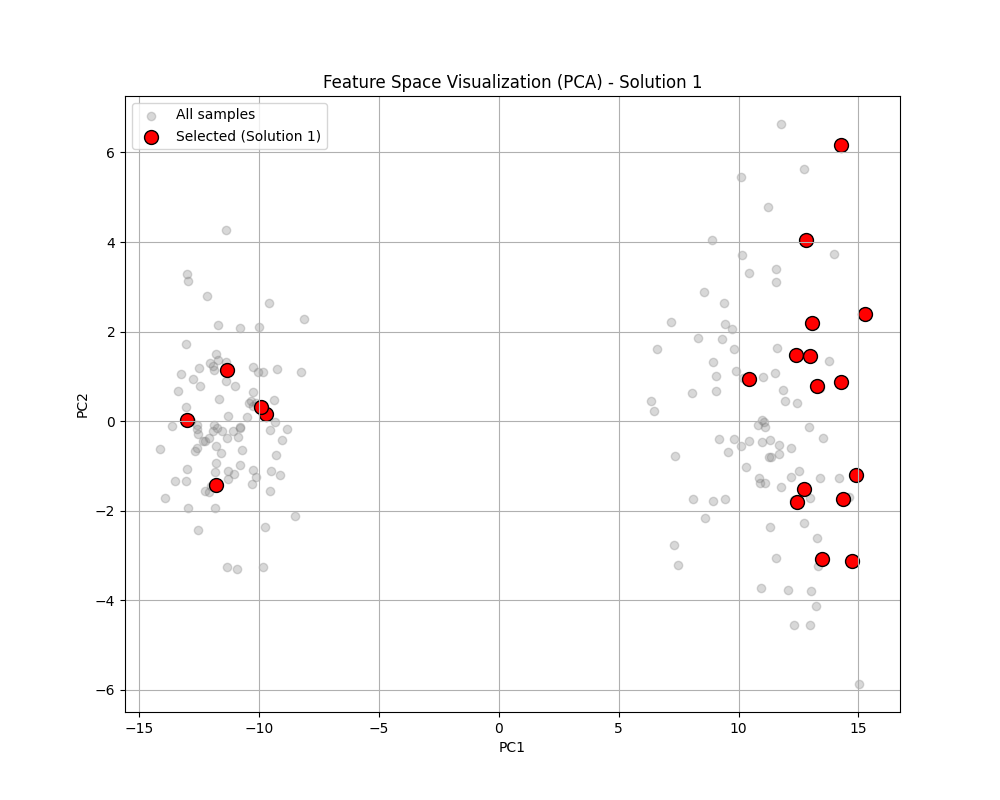 Feature Space Visualization (PCA) - Solution 1
All samples
Selected (Solution 1)
6
4
2
0
−2
−4
−6
PC2
−15
−10
−5
0
5
10
15
PC1